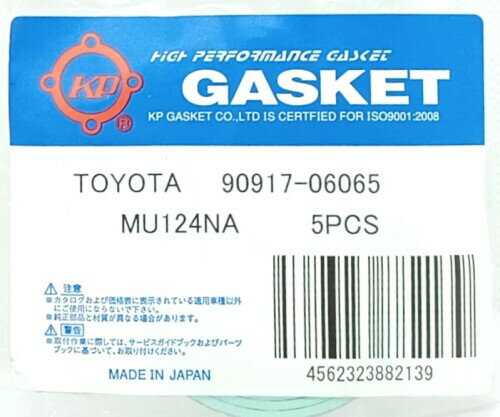 HIGH PERFORMANCE GASKET
KP
GASKET
KP GASKET CO.,LTD IS CERTFIED FOR ISO9001:2008
TOYOTA 90917-06065
MU124NA 5PCS
⚠ 注意
※カタログおよび価格表に表示されている適用車種以外
にご使用にならないで下さい。
※純正部品と材質が異なる場合があります。
⚠ 警告
※取付作業に際しては、サービスガイドブックおよびパーツ
ブックに基づいて、お取り付けください。
MADE IN JAPAN
4562323882139